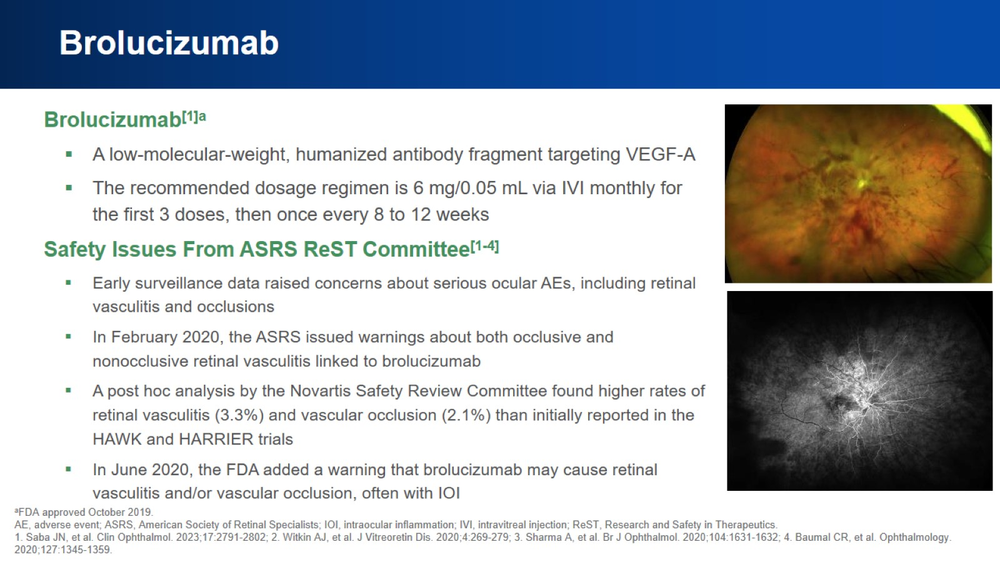 Brolucizumab
Brolucizumab[1]a
▪ A low-molecular-weight, humanized antibody fragment targeting VEGF-A
▪ The recommended dosage regimen is 6 mg/0.05 mL via IVI monthly for
the first 3 doses, then once every 8 to 12 weeks
Safety Issues From ASRS ReST Committee[1-4]
▪ Early surveillance data raised concerns about serious ocular AEs, including retinal
vasculitis and occlusions
▪ In February 2020, the ASRS issued warnings about both occlusive and
nonocclusive retinal vasculitis linked to brolucizumab
▪ A post hoc analysis by the Novartis Safety Review Committee found higher rates of
retinal vasculitis (3.3%) and vascular occlusion (2.1%) than initially reported in the
HAWK and HARRIER trials
▪ In June 2020, the FDA added a warning that brolucizumab may cause retinal
vasculitis and/or vascular occlusion, often with IOI
aFDA approved October 2019.
AE, adverse event; ASRS, American Society of Retinal Specialists; IOI, intraocular inflammation; IVI, intravitreal injection; ReST, Research and Safety in Therapeutics.
1. Saba JN, et al. Clin Ophthalmol. 2023;17:2791-2802; 2. Witkin AJ, et al. J Vitreoretin Dis. 2020;4:269-279; 3. Sharma A, et al. Br J Ophthalmol. 2020;104:1631-1632; 4. Baumal CR, et al. Ophthalmology.
2020;127:1345-1359.